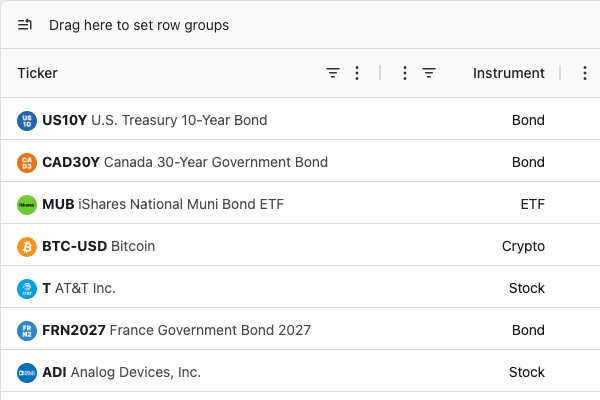 Drag here to set row groups
Ticker Instrument
US10Y U.S. Treasury 10-Year Bond Bond
CAD30Y Canada 30-Year Government Bond Bond
MUB iShares National Muni Bond ETF ETF
BTC-USD Bitcoin Crypto
T AT&T Inc. Stock
FRN2027 France Government Bond 2027 Bond
ADI Analog Devices, Inc. Stock